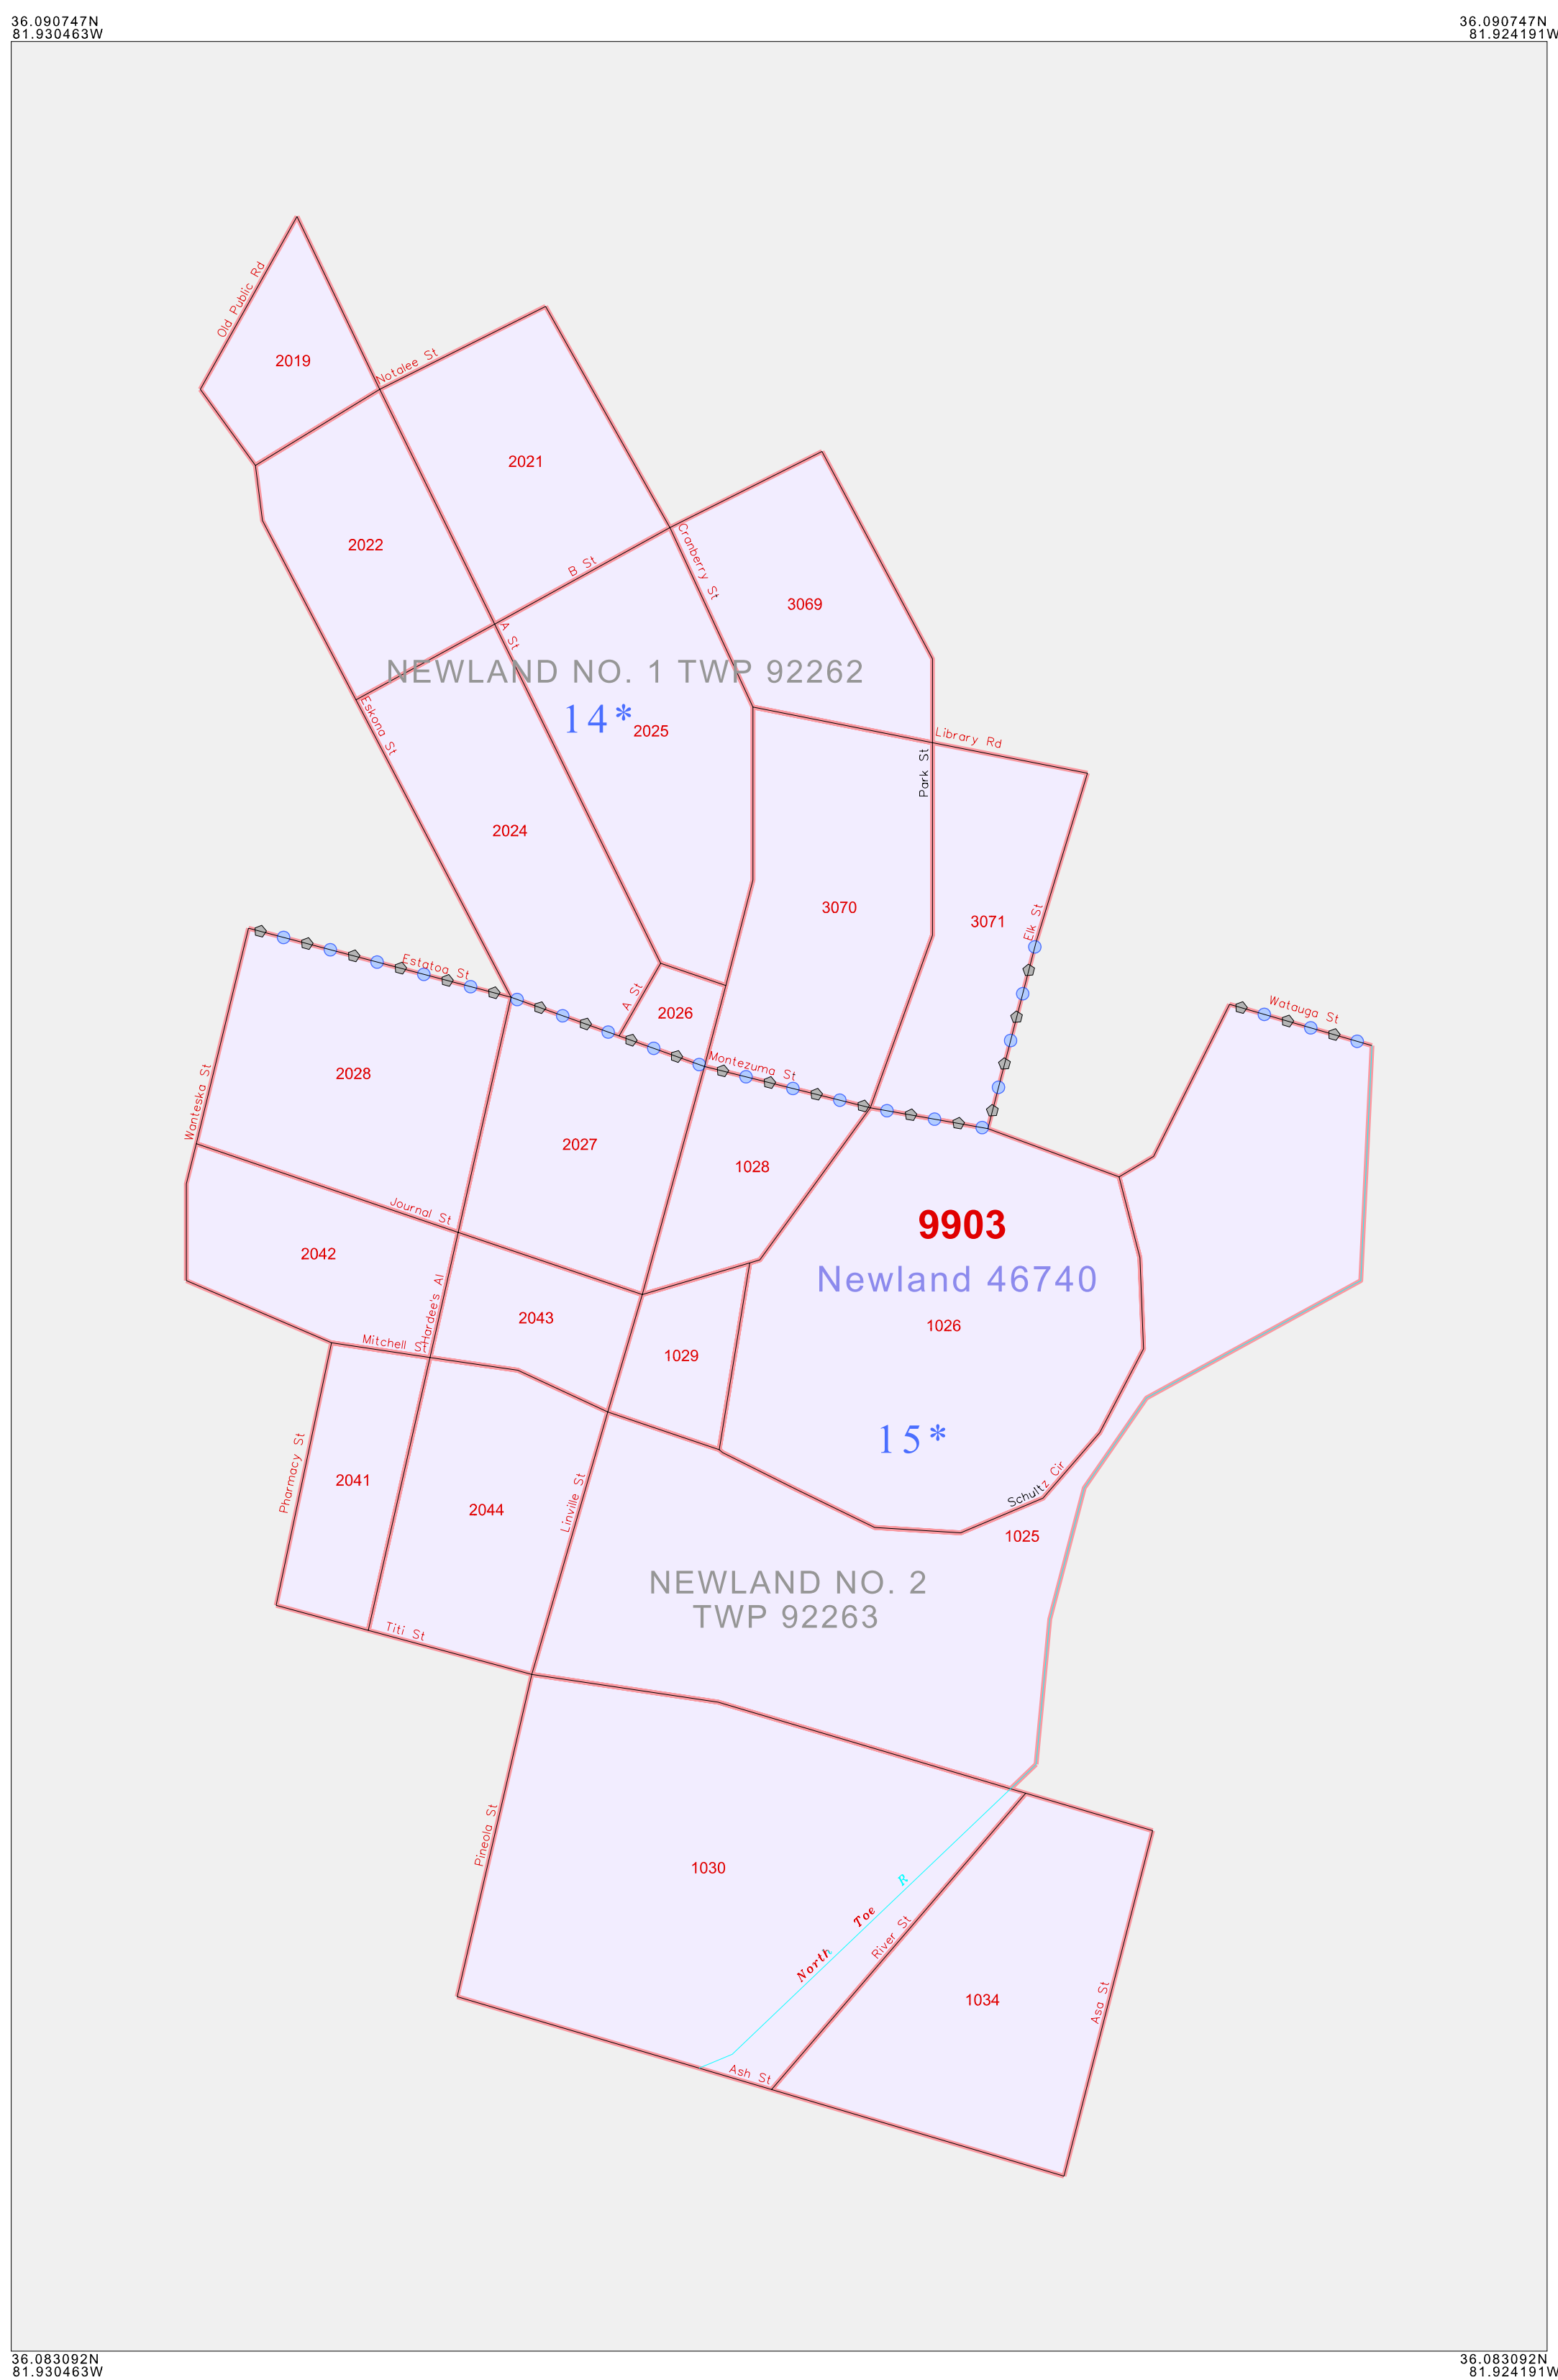 36.090747N
81.930463W
36.090747N
81.924191W
Old Public Rd
2019
Notalee St
2021
2022
B St
Cranberry St
3069
A St
NEWLAND NO. 1 TWP 92262
14*
2025
Eskona St
Library Rd
Park St
2024
3070
3071
Elk St
Estatoa St
A St
2026
Watauga St
Montezuma St
Wanteska St
2028
2027
1028
9903
Journal St
2042
Newland 46740
Hardee's Al
2043
1026
Mitchell St
1029
15*
Pharmacy St
2041
Linville St
2044
Schultz Cir
1025
NEWLAND NO. 2
TWP 92263
Titi St
Pineola St
1030
North Toe R
River St
1034
Asa St
Ash St
36.083092N
81.930463W
36.083092N
81.924191W